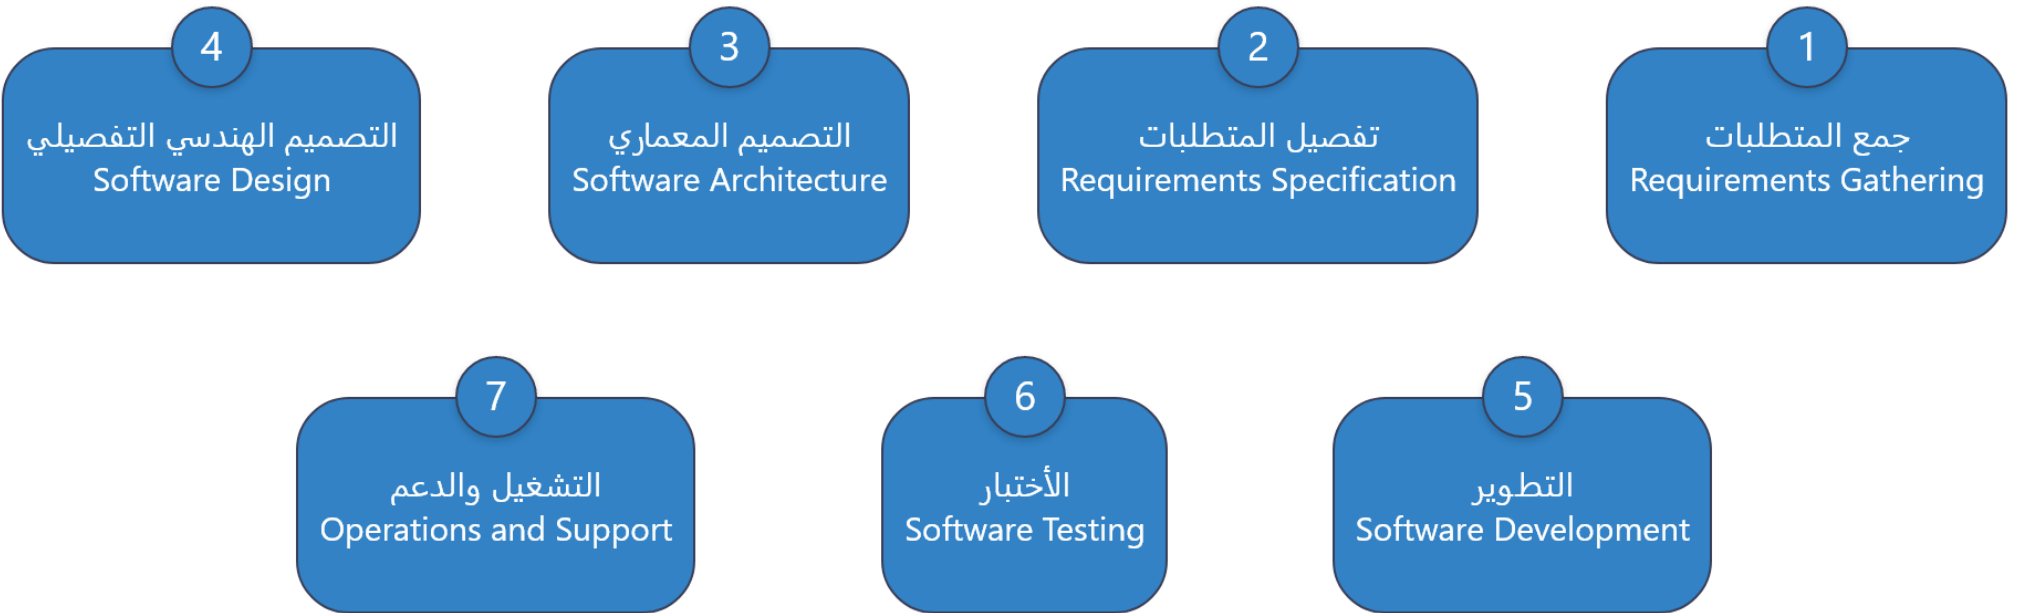 1
جمع المتطلبات
Requirements Gathering
2
تفصيل المتطلبات
Requirements Specification
3
التصميم المعماري
Software Architecture
4
التصميم الهندسي التفصيلي
Software Design
5
التطوير
Software Development
6
الأختبار
Software Testing
7
التشغيل والدعم
Operations and Support